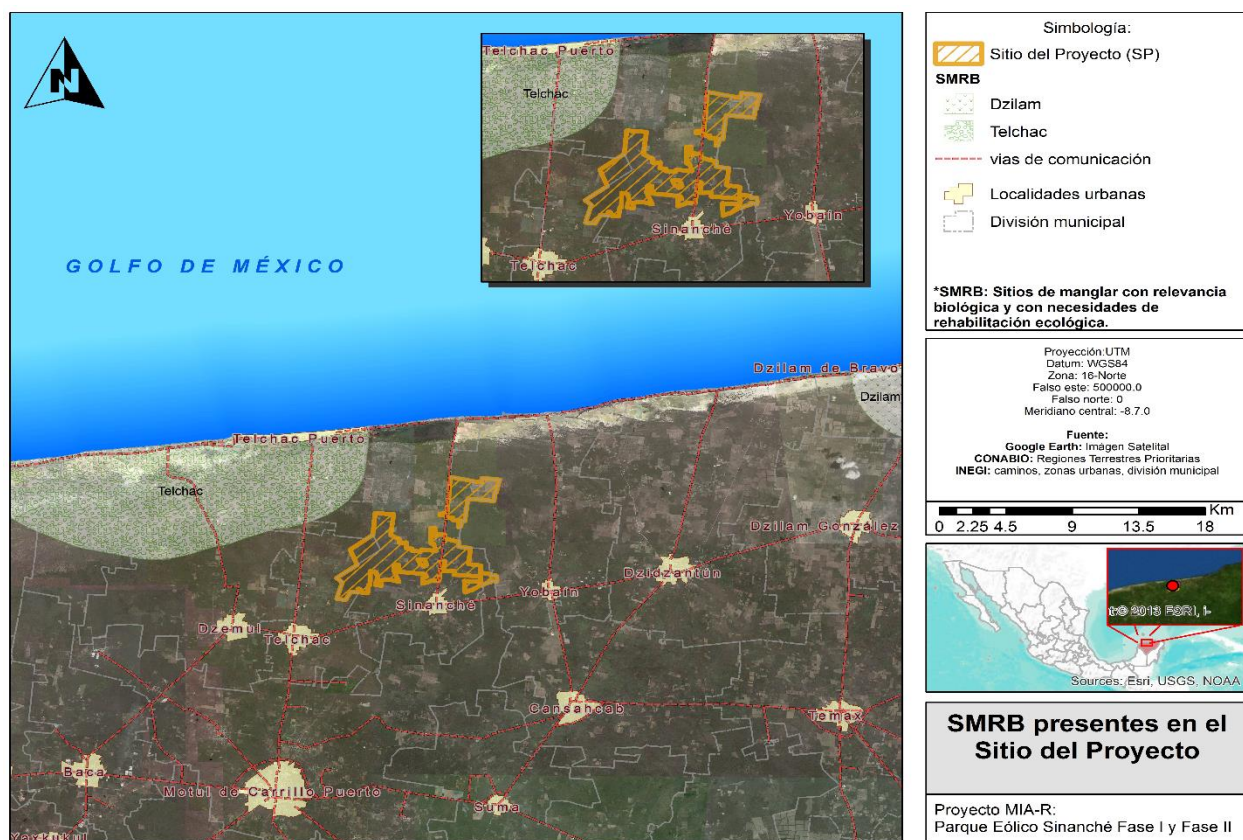 N
GOLFO DE MÉXICO
Telchac Puerto
Telchac
Sinanché
Yobain
Telchac
Dzilam de Bravo
Dzilam
Telchac Puerto
Telchac
Dzilam González
Dzidzantún
Yobain
Sinanché
Dzemul
Telchac
Cansahcab
Temax
Baca
Motul de Carrillo Puerto
Suma
Yaxkukul
Simbología:
Sitio del Proyecto (SP)
SMRB
Dzilam
Telchac
vias de comunicación
Localidades urbanas
División municipal
*SMRB: Sitios de manglar con relevancia
biológica y con necesidades de
rehabilitación ecológica.
Proyección:UTM
Datum: WGS84
Zona: 16-Norte
Falso este: 500000.0
Falso norte: 0
Meridiano central: -8.7.0
Fuente:
Google Earth: Imágen Satelital
CONABIO: Regiones Terrestres Prioritarias
INEGI: caminos, zonas urbanas, división municipal
Km
0 2.25 4.5 9 13.5 18
© 2013 ESRI, i-
Sources: Esri, USGS, NOAA
SMRB presentes en el
Sitio del Proyecto
Proyecto MIA-R:
Parque Eólico Sinanché Fase I y Fase II